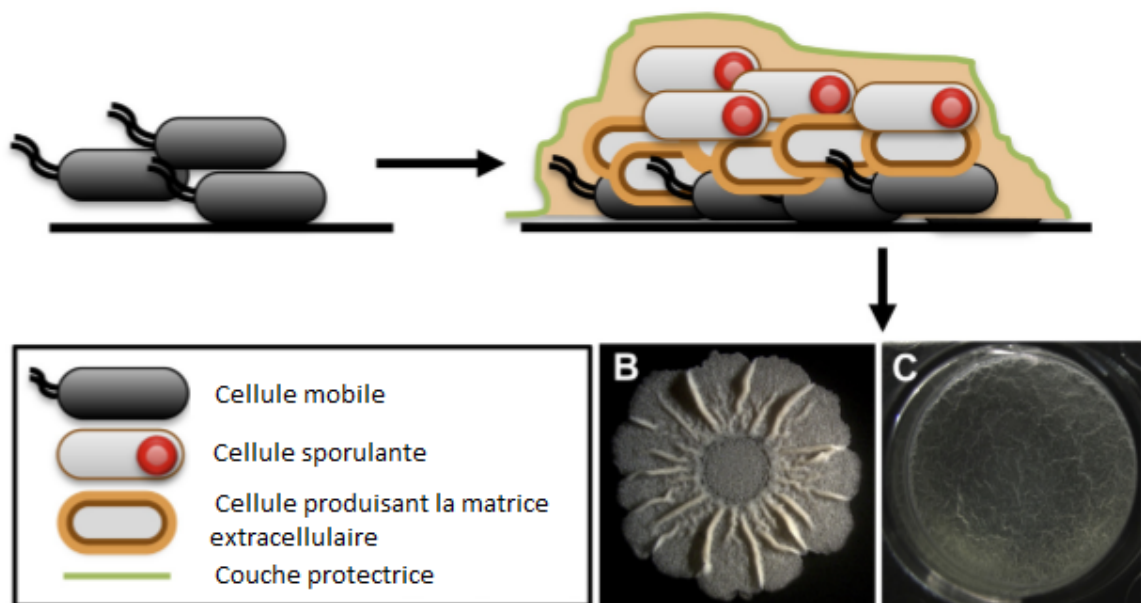 B
C
Cellule mobile
Cellule sporulante
Cellule produisant la matrice
extracellulaire
Couche protectrice